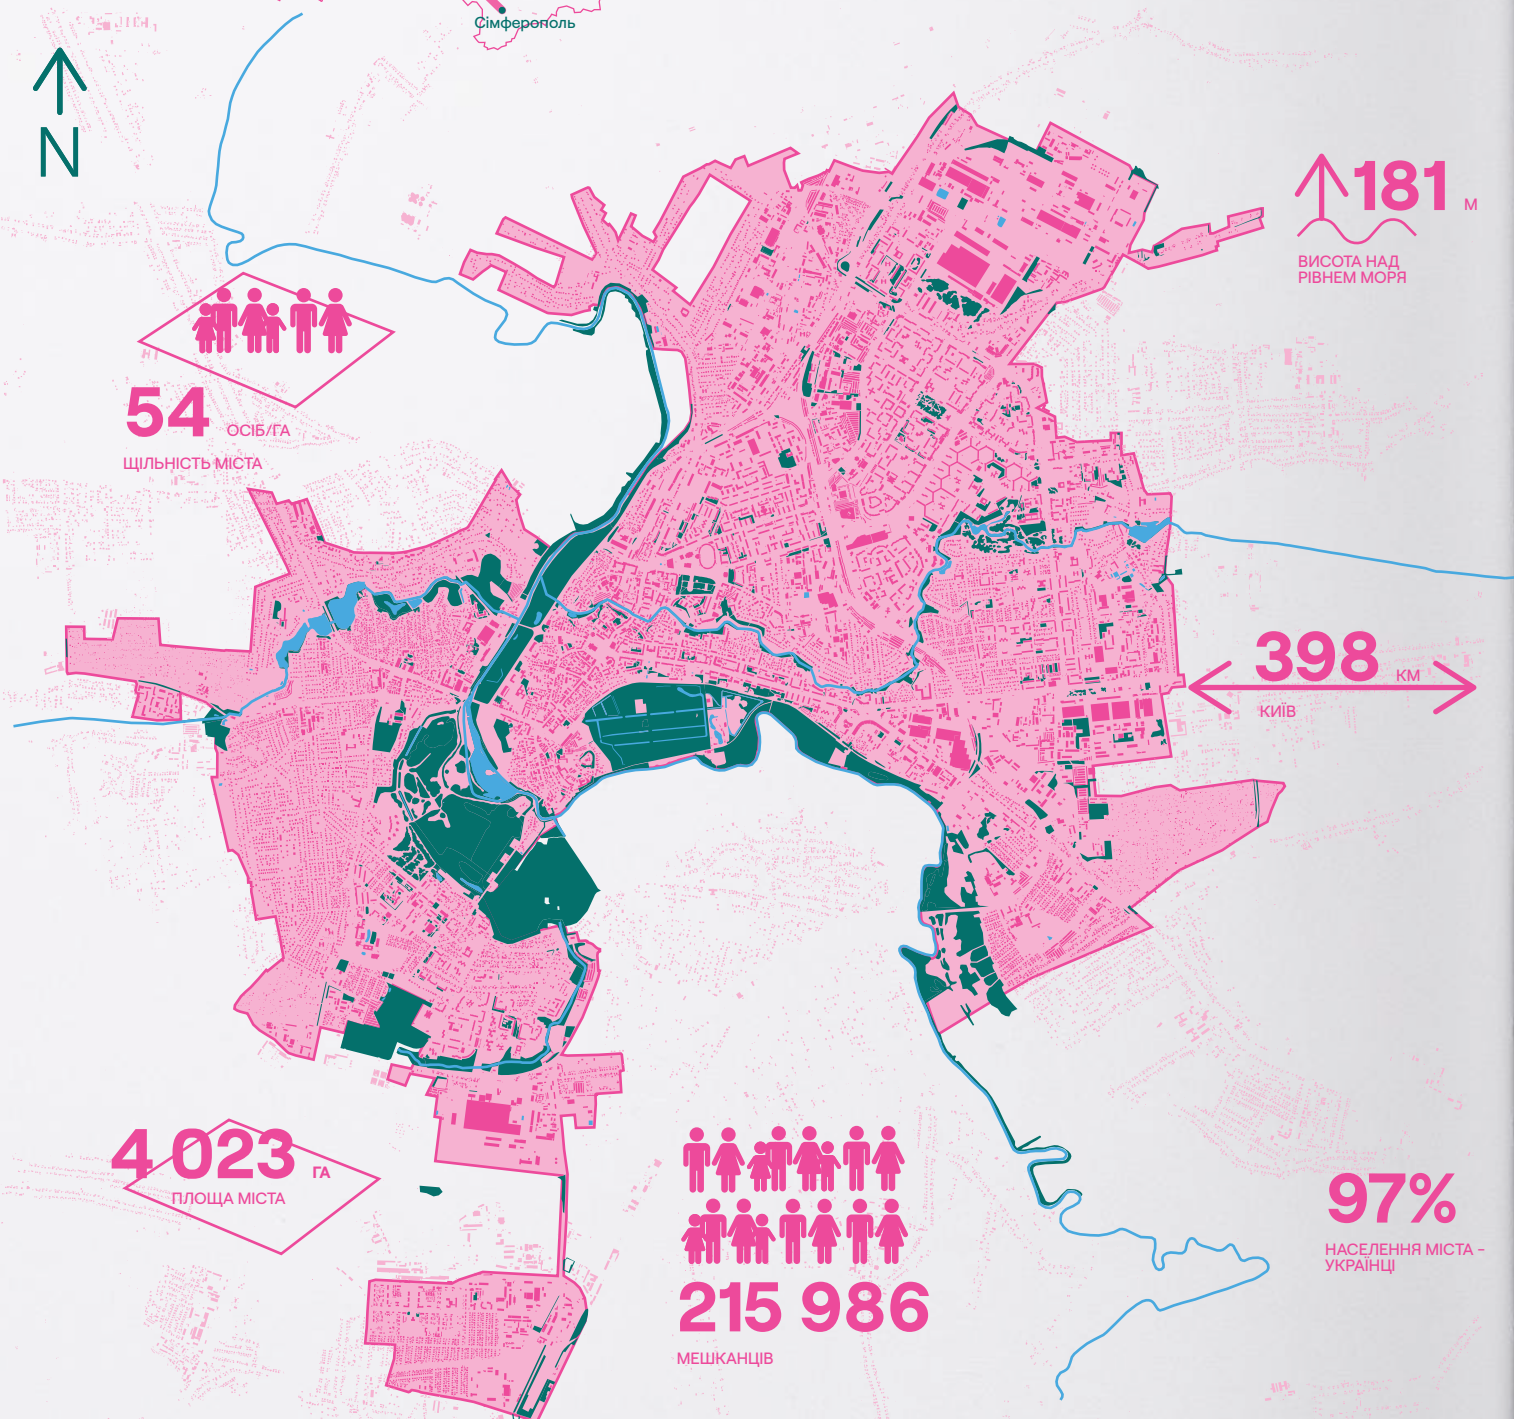 Сімферополь
N
181 М
ВИСОТА НАД
РІВНЕМ МОРЯ
54 ОСІБ/ГА
ЩІЛЬНІСТЬ МІСТА
398 КМ
КИЇВ
4 023 ГА
ПЛОЩА МІСТА
97%
НАСЕЛЕННЯ МІСТА -
УКРАЇНЦІ
215 986
МЕШКАНЦІВ